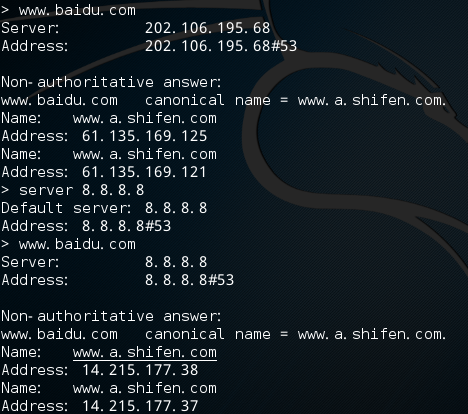 > www.baidu.com
Server: 202.106.195.68
Address: 202.106.195.68#53
Non-authoritative answer:
www.baidu.com canonical name = www.a.shifen.com.
Name: www.a.shifen.com
Address: 61.135.169.125
Name: www.a.shifen.com
Address: 61.135.169.121
> server 8.8.8.8
Default server: 8.8.8.8
Address: 8.8.8.8#53
> www.baidu.com
Server: 8.8.8.8
Address: 8.8.8.8#53
Non-authoritative answer:
www.baidu.com canonical name = www.a.shifen.com.
Name: www.a.shifen.com
Address: 14.215.177.38
Name: www.a.shifen.com
Address: 14.215.177.37